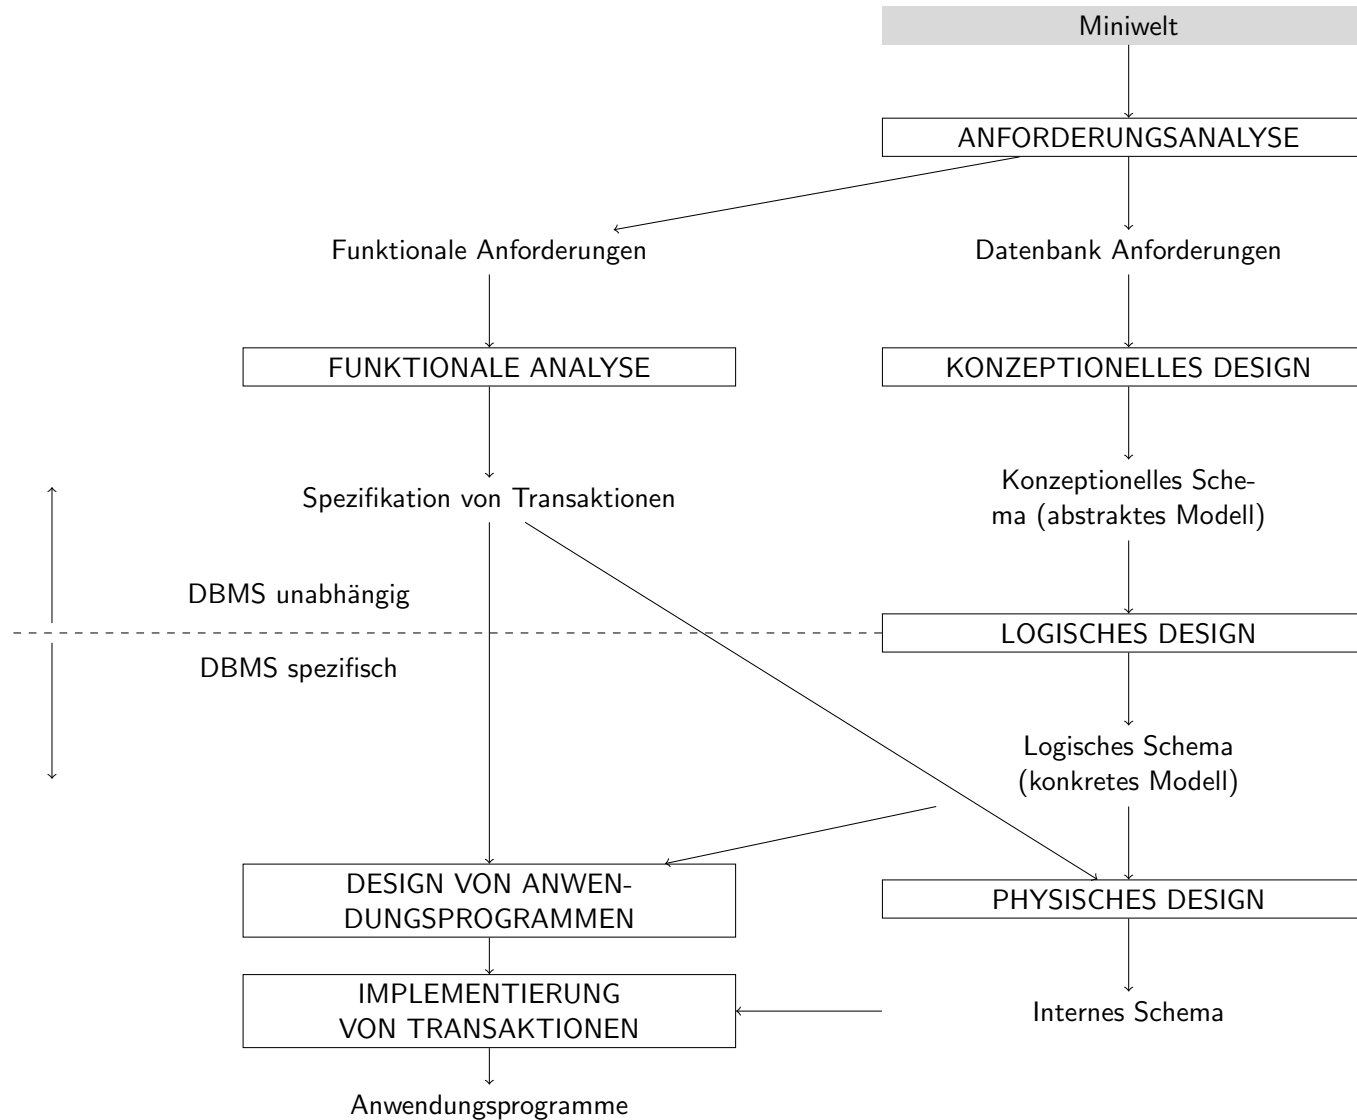 Miniwelt
ANFORDERUNGSANALYSE
Funktionale Anforderungen
Datenbank Anforderungen
FUNKTIONALE ANALYSE
KONZEPTIONELLES DESIGN
Spezifikation von Transaktionen
Konzeptionelles Sche-
ma (abstraktes Modell)
DBMS unabhängig
LOGISCHES DESIGN
DBMS spezifisch
Logisches Schema
(konkretes Modell)
DESIGN VON ANWEN-
DUNGSPROGRAMMEN
PHYSISCHES DESIGN
IMPLEMENTIERUNG
VON TRANSAKTIONEN
Internes Schema
Anwendungsprogramme